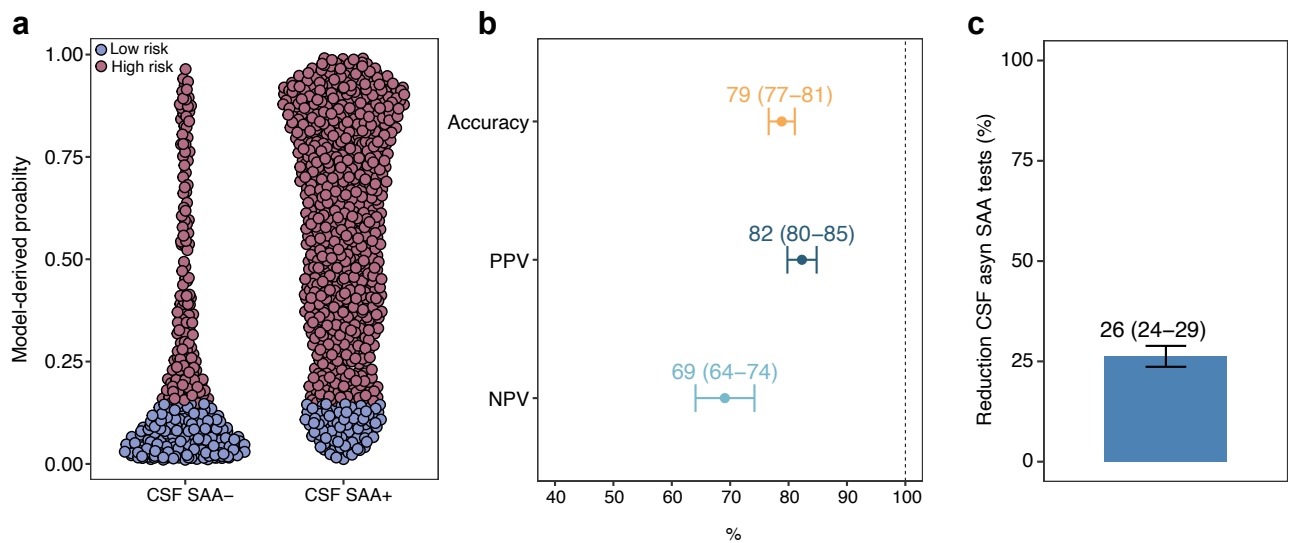 a
Low risk
High risk
1.00
0.75
0.50
0.25
0.00
Model-derived proabilty
CSF SAA−
CSF SAA+
b
Accuracy
PPV
NPV
79 (77−81)
82 (80−85)
69 (64−74)
40
50
60
70
80
90
100
%
c
Reduction CSF asyn SAA tests (%)
100
75
50
25
0
26 (24−29)